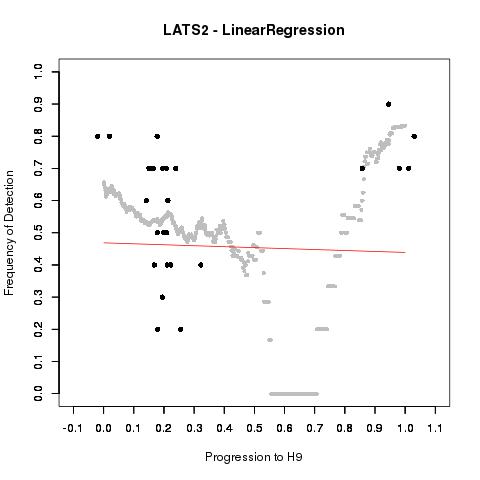 LATS2 - LinearRegression
Frequency of Detection
1.0
0.9
0.8
0.7
0.6
0.5
0.4
0.3
0.2
0.1
0.0
-0.1 0.0 0.1 0.2 0.3 0.4 0.5 0.6 0.7 0.8 0.9 1.0 1.1
Progression to H9